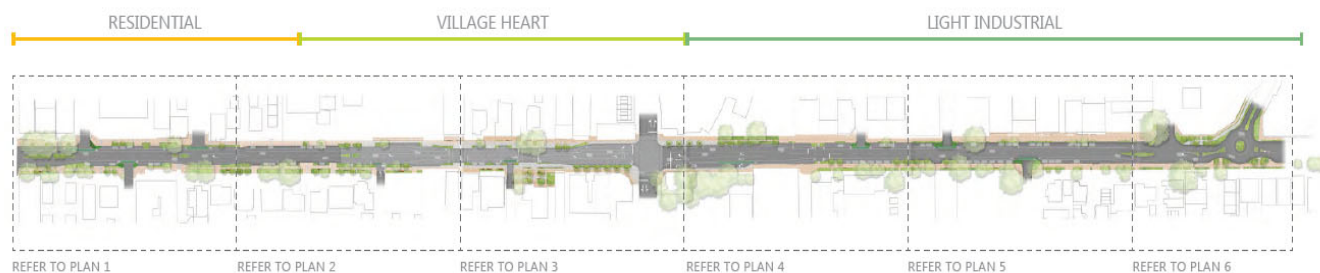 RESIDENTIAL
VILLAGE HEART
LIGHT INDUSTRIAL
REFER TO PLAN 1
REFER TO PLAN 2
REFER TO PLAN 3
REFER TO PLAN 4
REFER TO PLAN 5
REFER TO PLAN 6